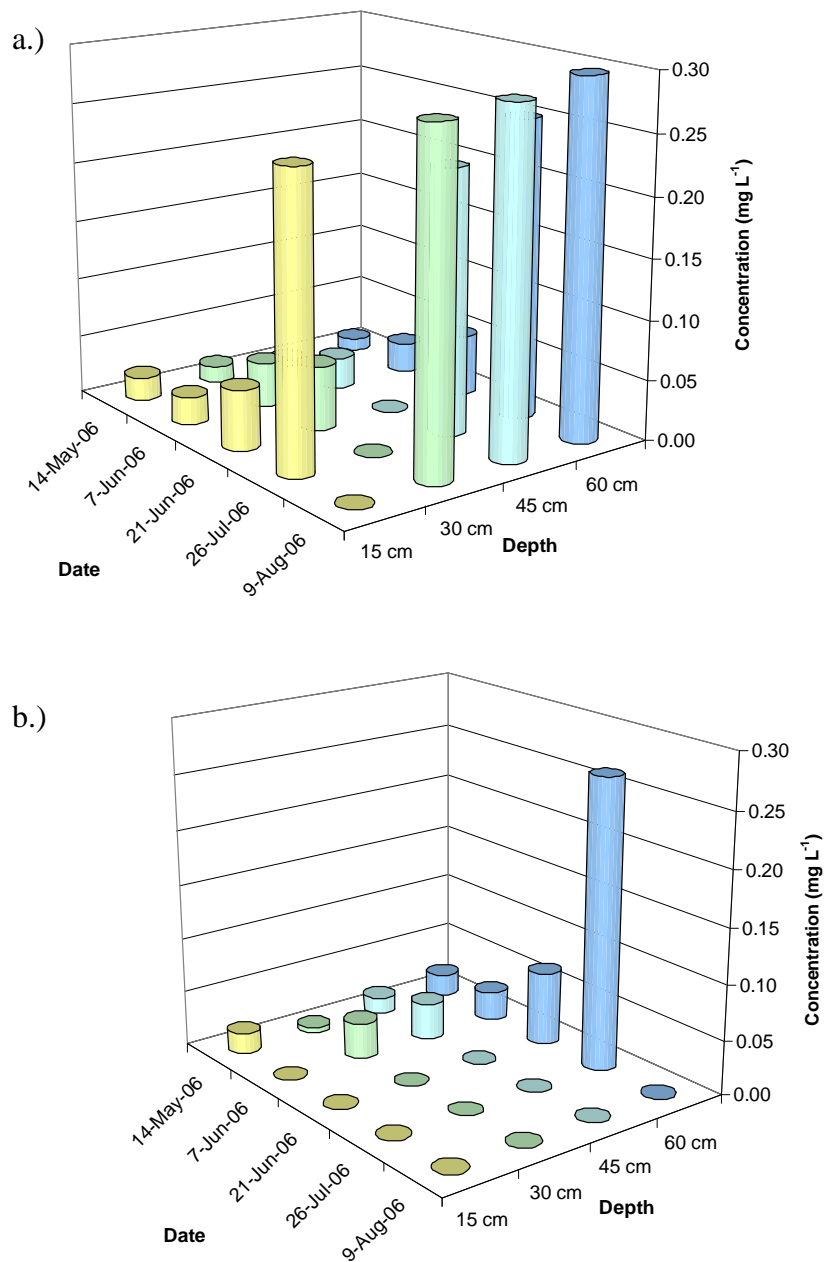 a.)
0.30
0.25
0.20
0.15
0.10
0.05
0.00
Concentration (mg L⁻¹)
14-May-06
7-Jun-06
21-Jun-06
26-Jul-06
9-Aug-06
Date
15 cm
30 cm
45 cm
60 cm
Depth
b.)
0.30
0.25
0.20
0.15
0.10
0.05
0.00
Concentration (mg L⁻¹)
14-May-06
7-Jun-06
21-Jun-06
26-Jul-06
9-Aug-06
Date
15 cm
30 cm
45 cm
60 cm
Depth